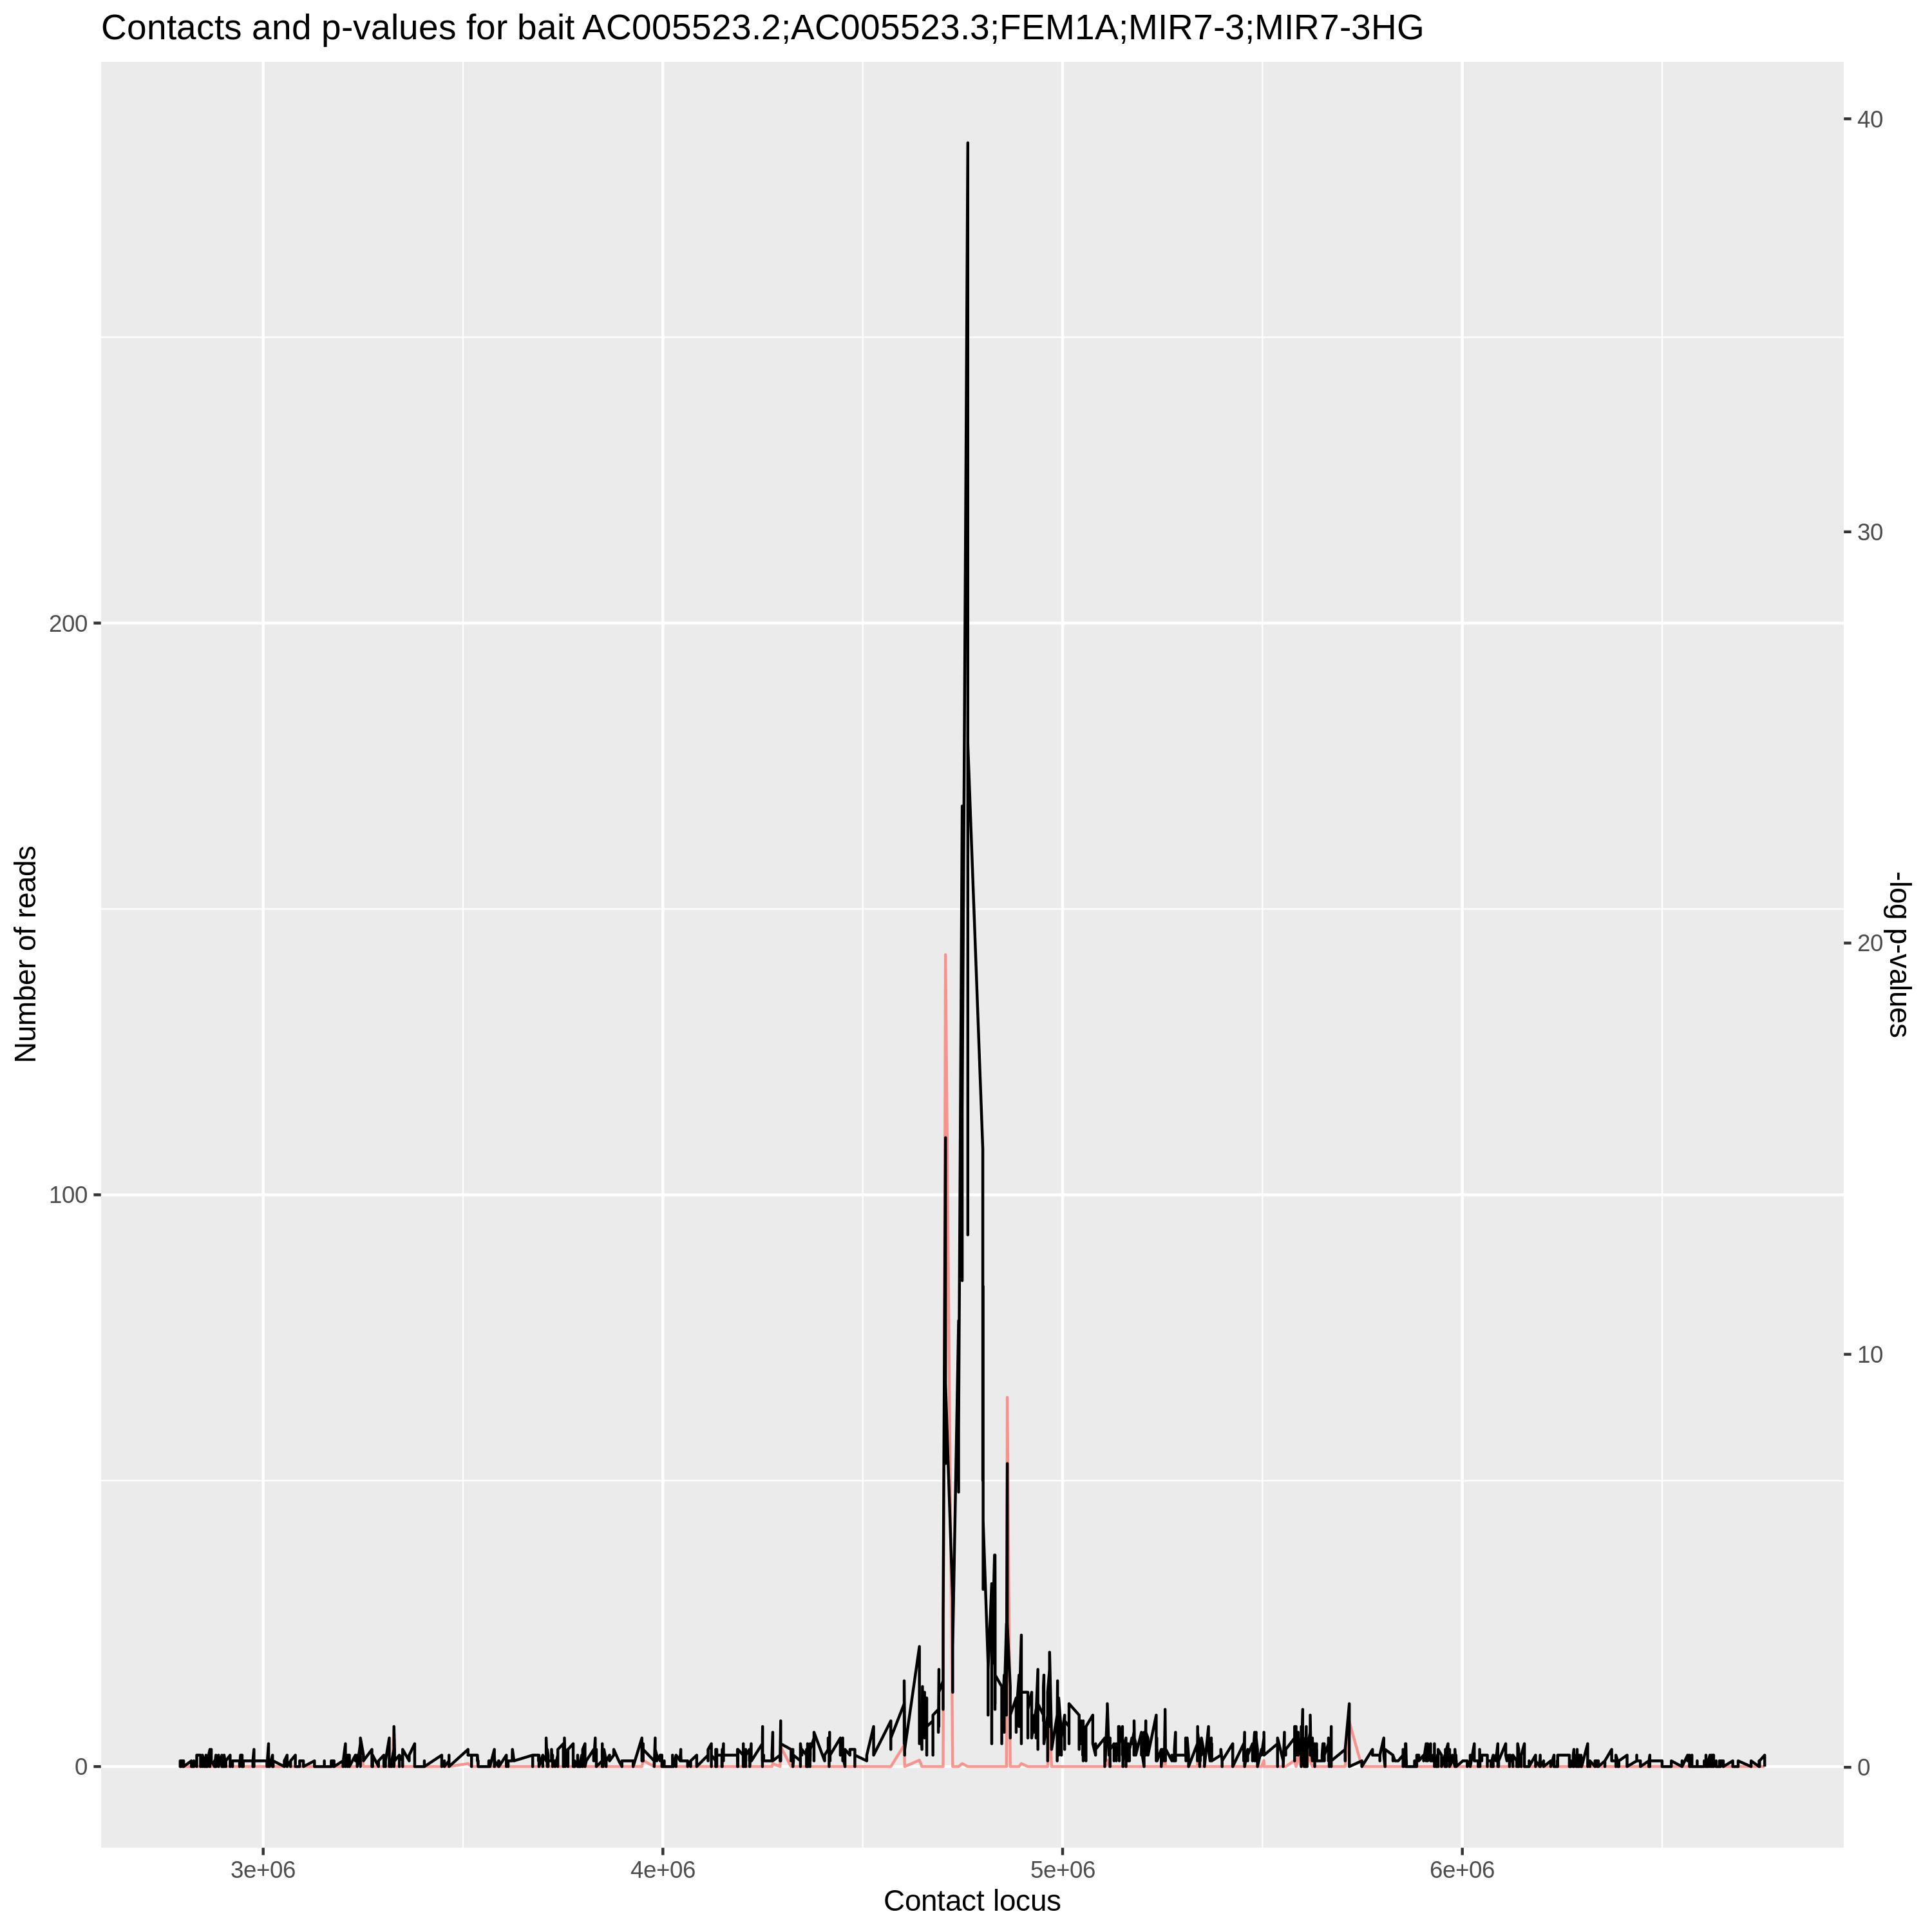 Contacts and p-values for bait AC005523.2;AC005523.3;FEM1A;MIR7-3;MIR7-3HG
Number of reads
200
100
0
40
30
20
10
0
-log p-values
3e+06
4e+06
5e+06
6e+06
Contact locus